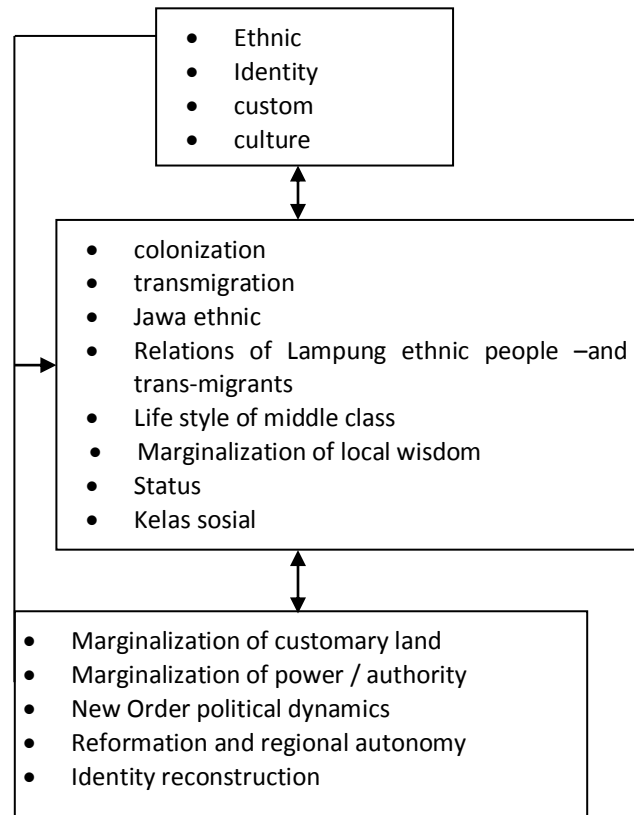 • Ethnic
• Identity
• custom
• culture
• colonization
• transmigration
• Jawa ethnic
• Relations of Lampung ethnic people –and
trans-migrants
• Life style of middle class
• Marginalization of local wisdom
• Status
• Kelas sosial
• Marginalization of customary land
• Marginalization of power / authority
• New Order political dynamics
• Reformation and regional autonomy
• Identity reconstruction